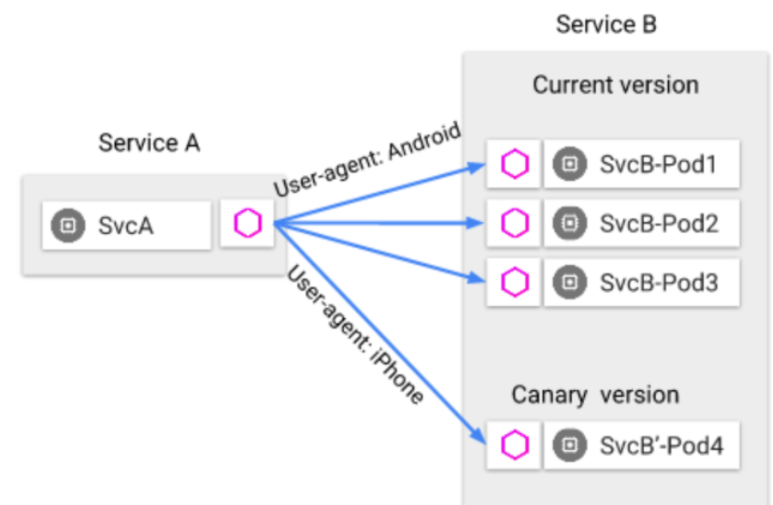 Service B
Current version
Service A
User-agent: Android
SvcA
SvcB-Pod1
SvcB-Pod2
SvcB-Pod3
User-agent: iPhone
Canary version
SvcB’-Pod4